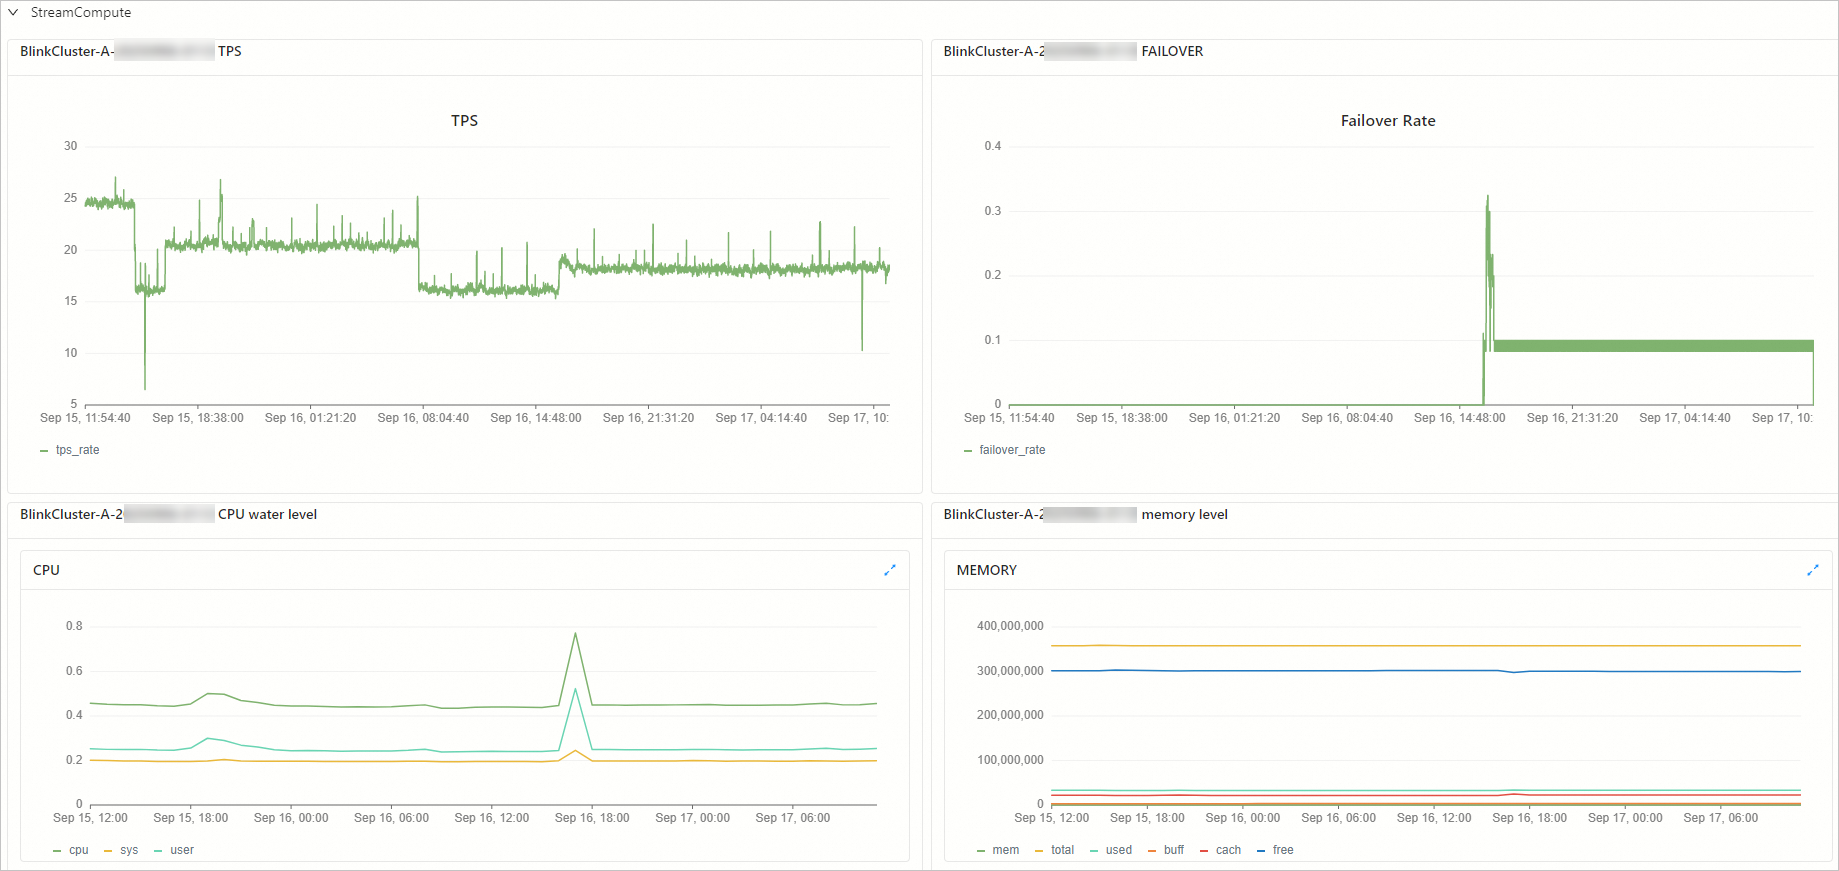 StreamCompute
BlinkCluster-A- TPS
TPS
30
25
20
15
10
5
Sep 15, 11:54:40 Sep 15, 18:38:00 Sep 16, 01:21:20 Sep 16, 08:04:40 Sep 16, 14:48:00 Sep 16, 21:31:20 Sep 17, 04:14:40 Sep 17, 10:
tps_rate
BlinkCluster-A-2 FAILOVER
Failover Rate
0.4
0.3
0.2
0.1
0
Sep 15, 11:54:40 Sep 15, 18:38:00 Sep 16, 01:21:20 Sep 16, 08:04:40 Sep 16, 14:48:00 Sep 16, 21:31:20 Sep 17, 04:14:40 Sep 17, 10:
failover_rate
BlinkCluster-A-2 CPU water level
CPU
0.8
0.6
0.4
0.2
0
Sep 15, 12:00 Sep 15, 18:00 Sep 16, 00:00 Sep 16, 06:00 Sep 16, 12:00 Sep 16, 18:00 Sep 17, 00:00 Sep 17, 06:00
cpu sys user
BlinkCluster-A-2 memory level
MEMORY
400,000,000
300,000,000
200,000,000
100,000,000
0
Sep 15, 12:00 Sep 15, 18:00 Sep 16, 00:00 Sep 16, 06:00 Sep 16, 12:00 Sep 16, 18:00 Sep 17, 00:00 Sep 17, 06:00
mem total used buff cach free